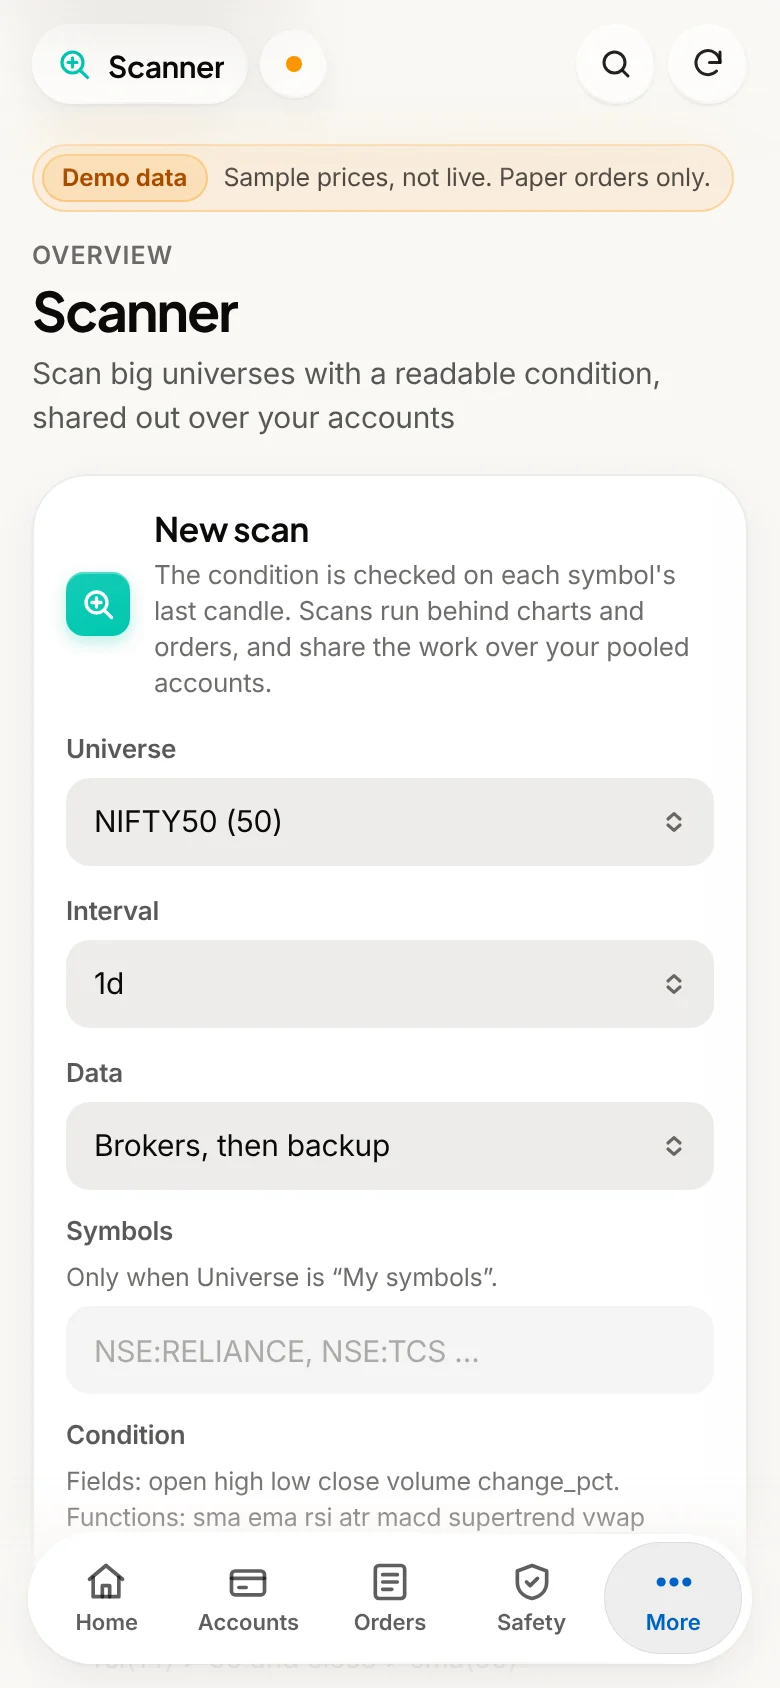 Scanner
Demo data Sample prices, not live. Paper orders only.
OVERVIEW
Scanner
Scan big universes with a readable condition,
shared out over your accounts
New scan
The condition is checked on each symbol's
last candle. Scans run behind charts and
orders, and share the work over your pooled
accounts.
Universe
NIFTY50 (50)
Interval
1d
Data
Brokers, then backup
Symbols
Only when Universe is “My symbols”.
NSE:RELIANCE, NSE:TCS ...
Condition
Fields: open high low close volume change_pct.
Functions: sma ema rsi atr macd supertrend vwap
Home Accounts Orders Safety More